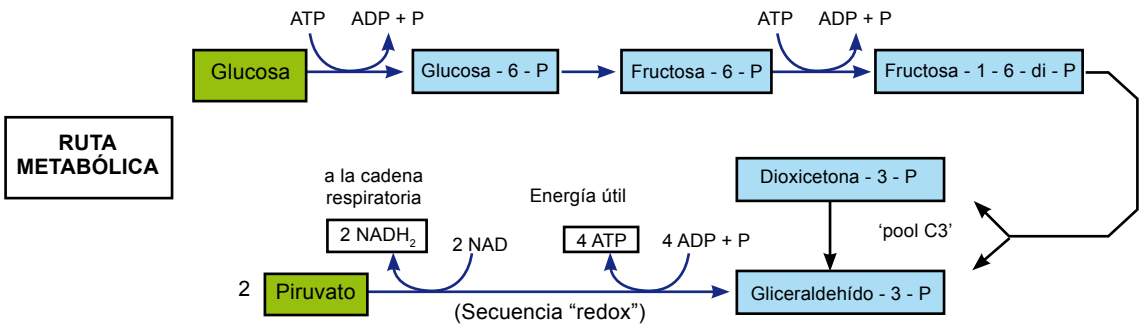 ATP ADP + P ATP ADP + P
Glucosa Glucosa - 6 - P Fructosa - 6 - P Fructosa - 1 - 6 - di - P
RUTA
METABÓLICA
a la cadena
respiratoria
Energía útil
Dioxicetona - 3 - P
2 NADH₂ 2 NAD 4 ATP 4 ADP + P 'pool C3'
2 Piruvato Gliceraldehído - 3 - P
(Secuencia “redox”)